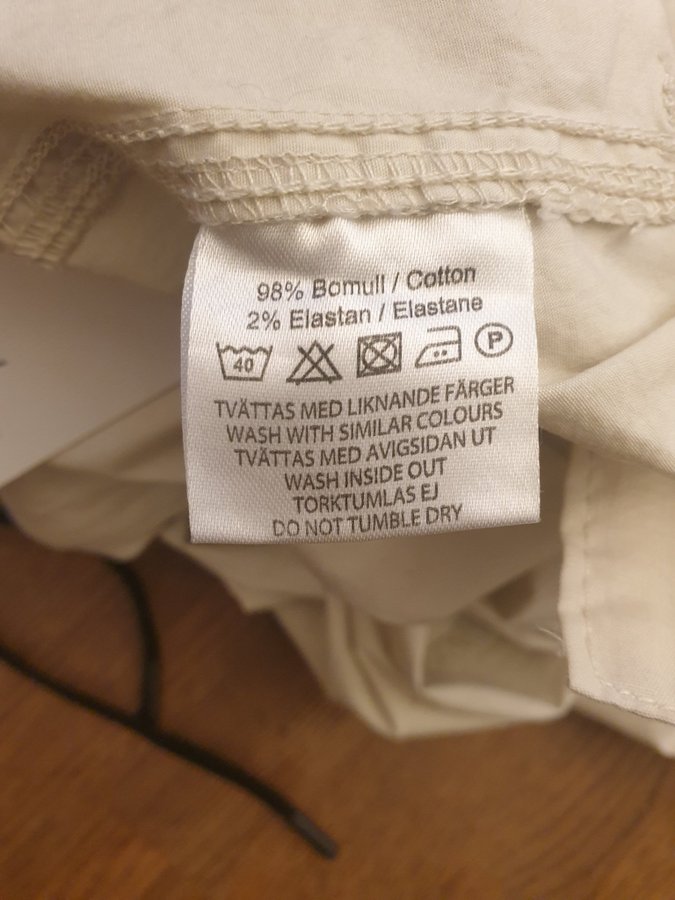 98% Bomull / Cotton
2% Elastan / Elastane
40 P
TVÄTTAS MED LIKNANDE FÄRGER
WASH WITH SIMILAR COLOURS
TVÄTTAS MED AVIGSIDAN UT
WASH INSIDE OUT
TORKTUMLAS EJ
DO NOT TUMBLE DRY